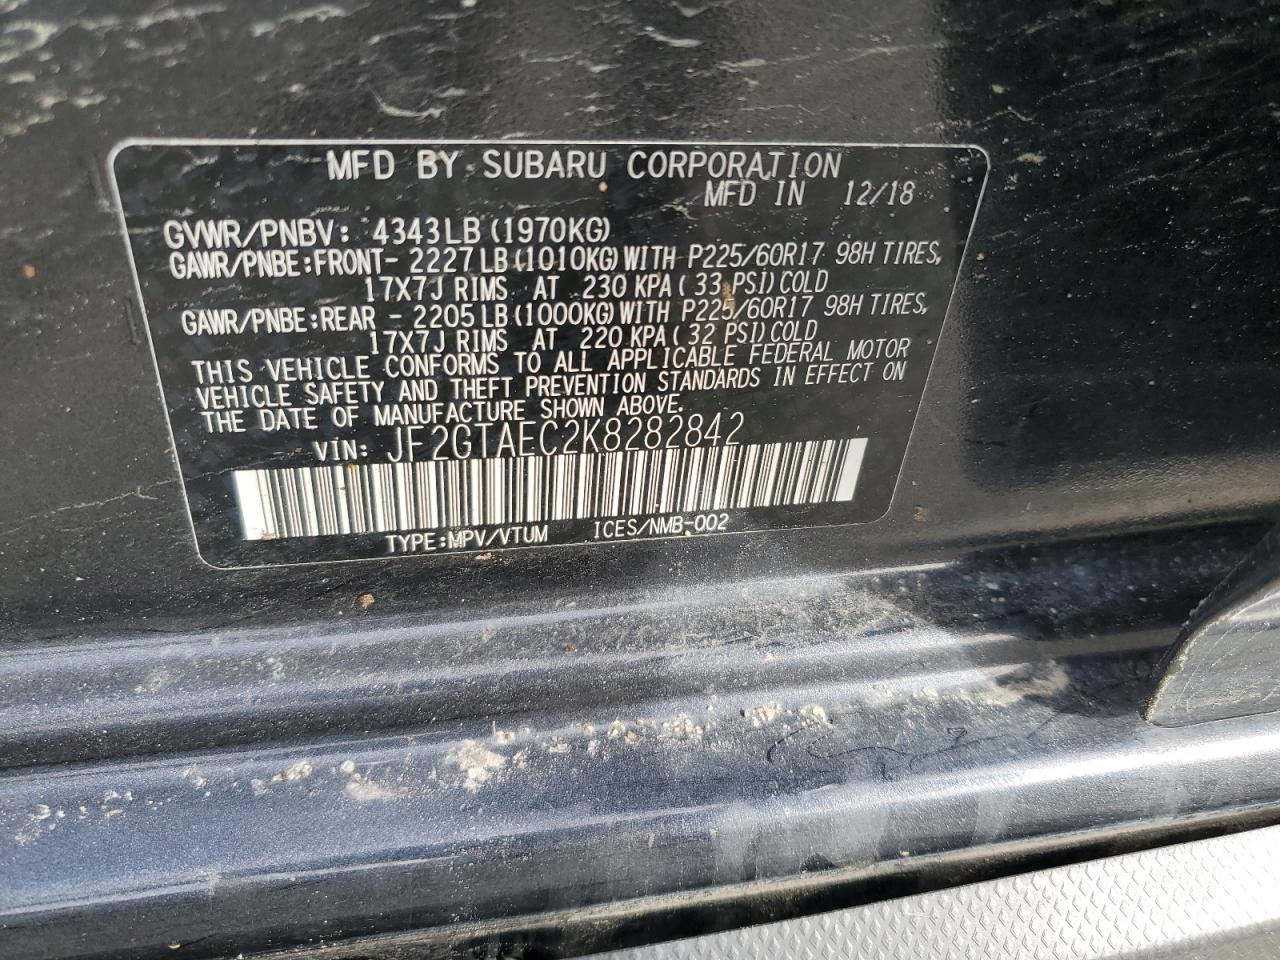 MFD BY SUBARU CORPORATION
MFD IN 12/18
GVWR/PNBV: 4343LB (1970KG)
GAWR/PNBE:FRONT- 2227LB(1010KG)WITH P225/60R17 98H TIRES,
17X7J RIMS AT 230 KPA( 33 PSI)COLD
GAWR/PNBE:REAR - 2205LB(1000KG)WITH P225/60R17 98H TIRES,
17X7J RIMS AT 220 KPA( 32 PSI)COLD
THIS VEHICLE CONFORMS TO ALL APPLICABLE FEDERAL MOTOR
VEHICLE SAFETY AND THEFT PREVENTION STANDARDS IN EFFECT ON
THE DATE OF MANUFACTURE SHOWN ABOVE.
VIN: JF2GTAEC2K8282842
TYPE:MPV/VTUM ICES/NMB-002